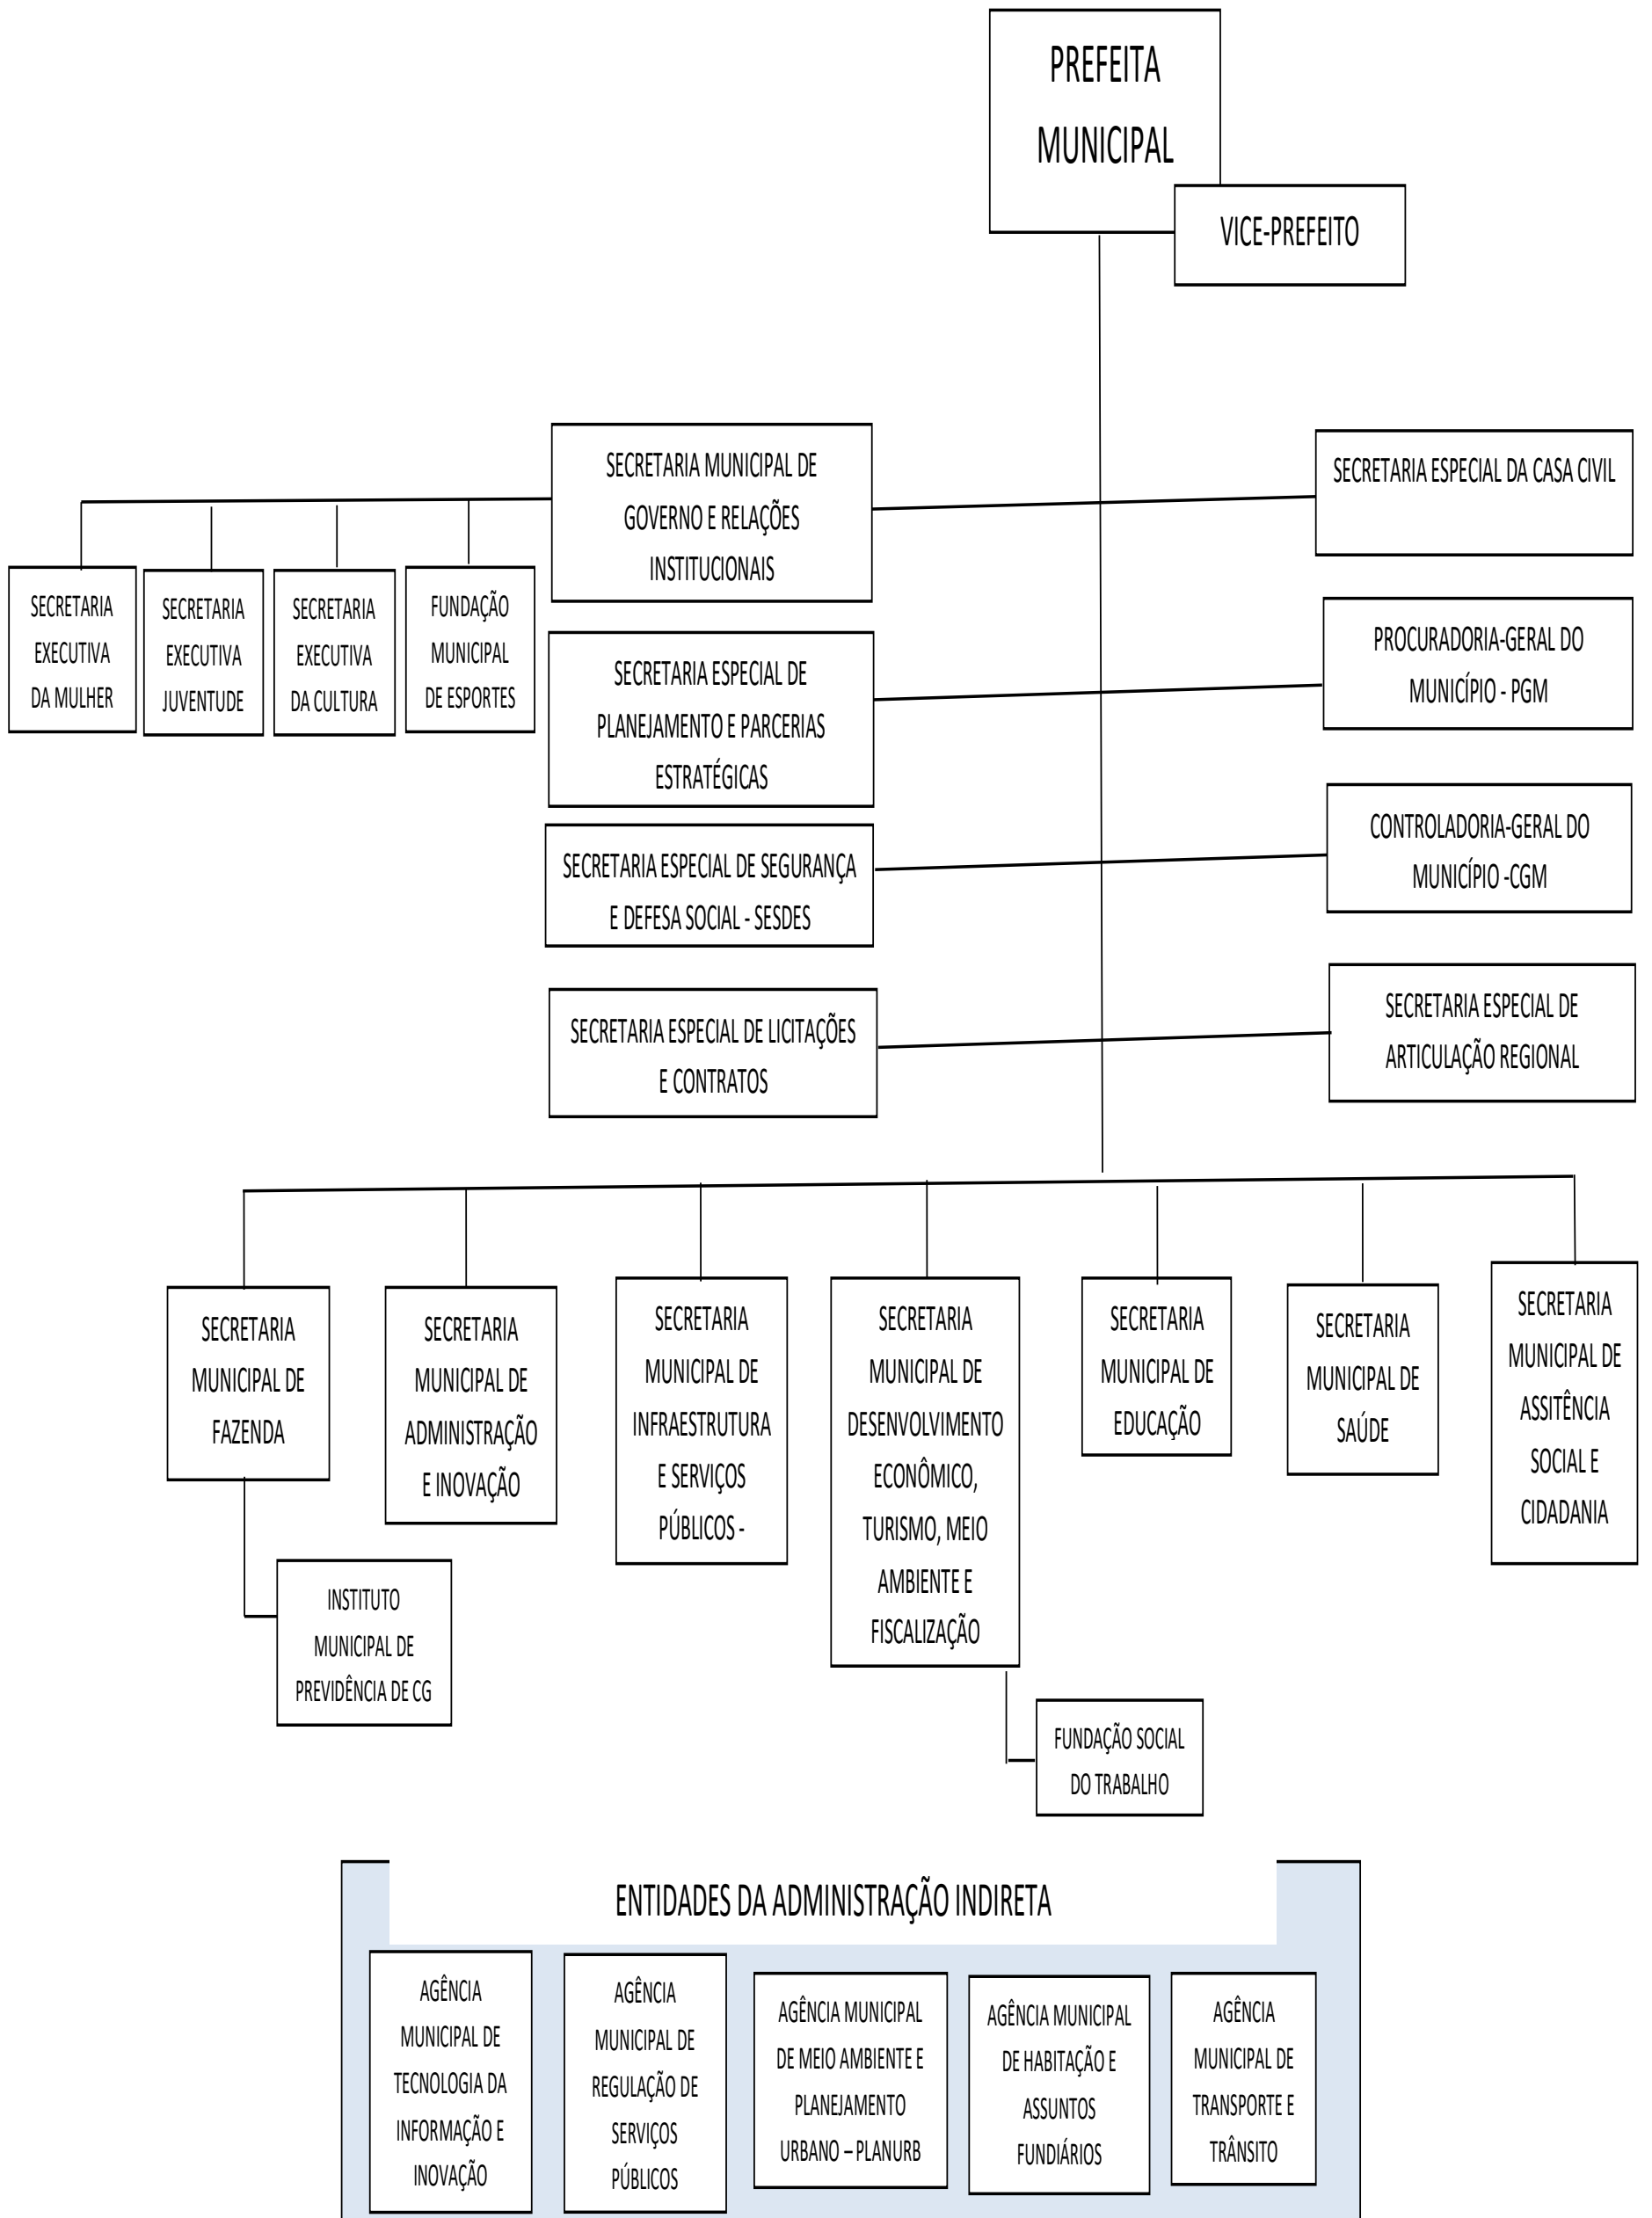 PREFEITA
MUNICIPAL
VICE-PREFEITO
SECRETARIA MUNICIPAL DE
GOVERNO E RELAÇÕES
INSTITUCIONAIS
SECRETARIA ESPECIAL DA CASA CIVIL
SECRETARIA
EXECUTIVA
DA MULHER
SECRETARIA
EXECUTIVA
JUVENTUDE
SECRETARIA
EXECUTIVA
DA CULTURA
FUNDAÇÃO
MUNICIPAL
DE ESPORTES
SECRETARIA ESPECIAL DE
PLANEJAMENTO E PARCERIAS
ESTRATÉGICAS
PROCURADORIA-GERAL DO
MUNICÍPIO - PGM
SECRETARIA ESPECIAL DE SEGURANÇA
E DEFESA SOCIAL - SESDES
CONTROLADORIA-GERAL DO
MUNICÍPIO -CGM
SECRETARIA ESPECIAL DE LICITAÇÕES
E CONTRATOS
SECRETARIA ESPECIAL DE
ARTICULAÇÃO REGIONAL
SECRETARIA
MUNICIPAL DE
FAZENDA
SECRETARIA
MUNICIPAL DE
ADMINISTRAÇÃO
E INOVAÇÃO
SECRETARIA
MUNICIPAL DE
INFRAESTRUTURA
E SERVIÇOS
PÚBLICOS -
SECRETARIA
MUNICIPAL DE
DESENVOLVIMENTO
ECONÔMICO,
TURISMO, MEIO
AMBIENTE E
FISCALIZAÇÃO
SECRETARIA
MUNICIPAL DE
EDUCAÇÃO
SECRETARIA
MUNICIPAL DE
SAÚDE
SECRETARIA
MUNICIPAL DE
ASSITÊNCIA
SOCIAL E
CIDADANIA
INSTITUTO
MUNICIPAL DE
PREVIDÊNCIA DE CG
FUNDAÇÃO SOCIAL
DO TRABALHO
ENTIDADES DA ADMINISTRAÇÃO INDIRETA
AGÊNCIA
MUNICIPAL DE
TECNOLOGIA DA
INFORMAÇÃO E
INOVAÇÃO
AGÊNCIA
MUNICIPAL DE
REGULAÇÃO DE
SERVIÇOS
PÚBLICOS
AGÊNCIA MUNICIPAL
DE MEIO AMBIENTE E
PLANEJAMENTO
URBANO – PLANURB
AGÊNCIA MUNICIPAL
DE HABITAÇÃO E
ASSUNTOS
FUNDIÁRIOS
AGÊNCIA
MUNICIPAL DE
TRANSPORTE E
TRÂNSITO